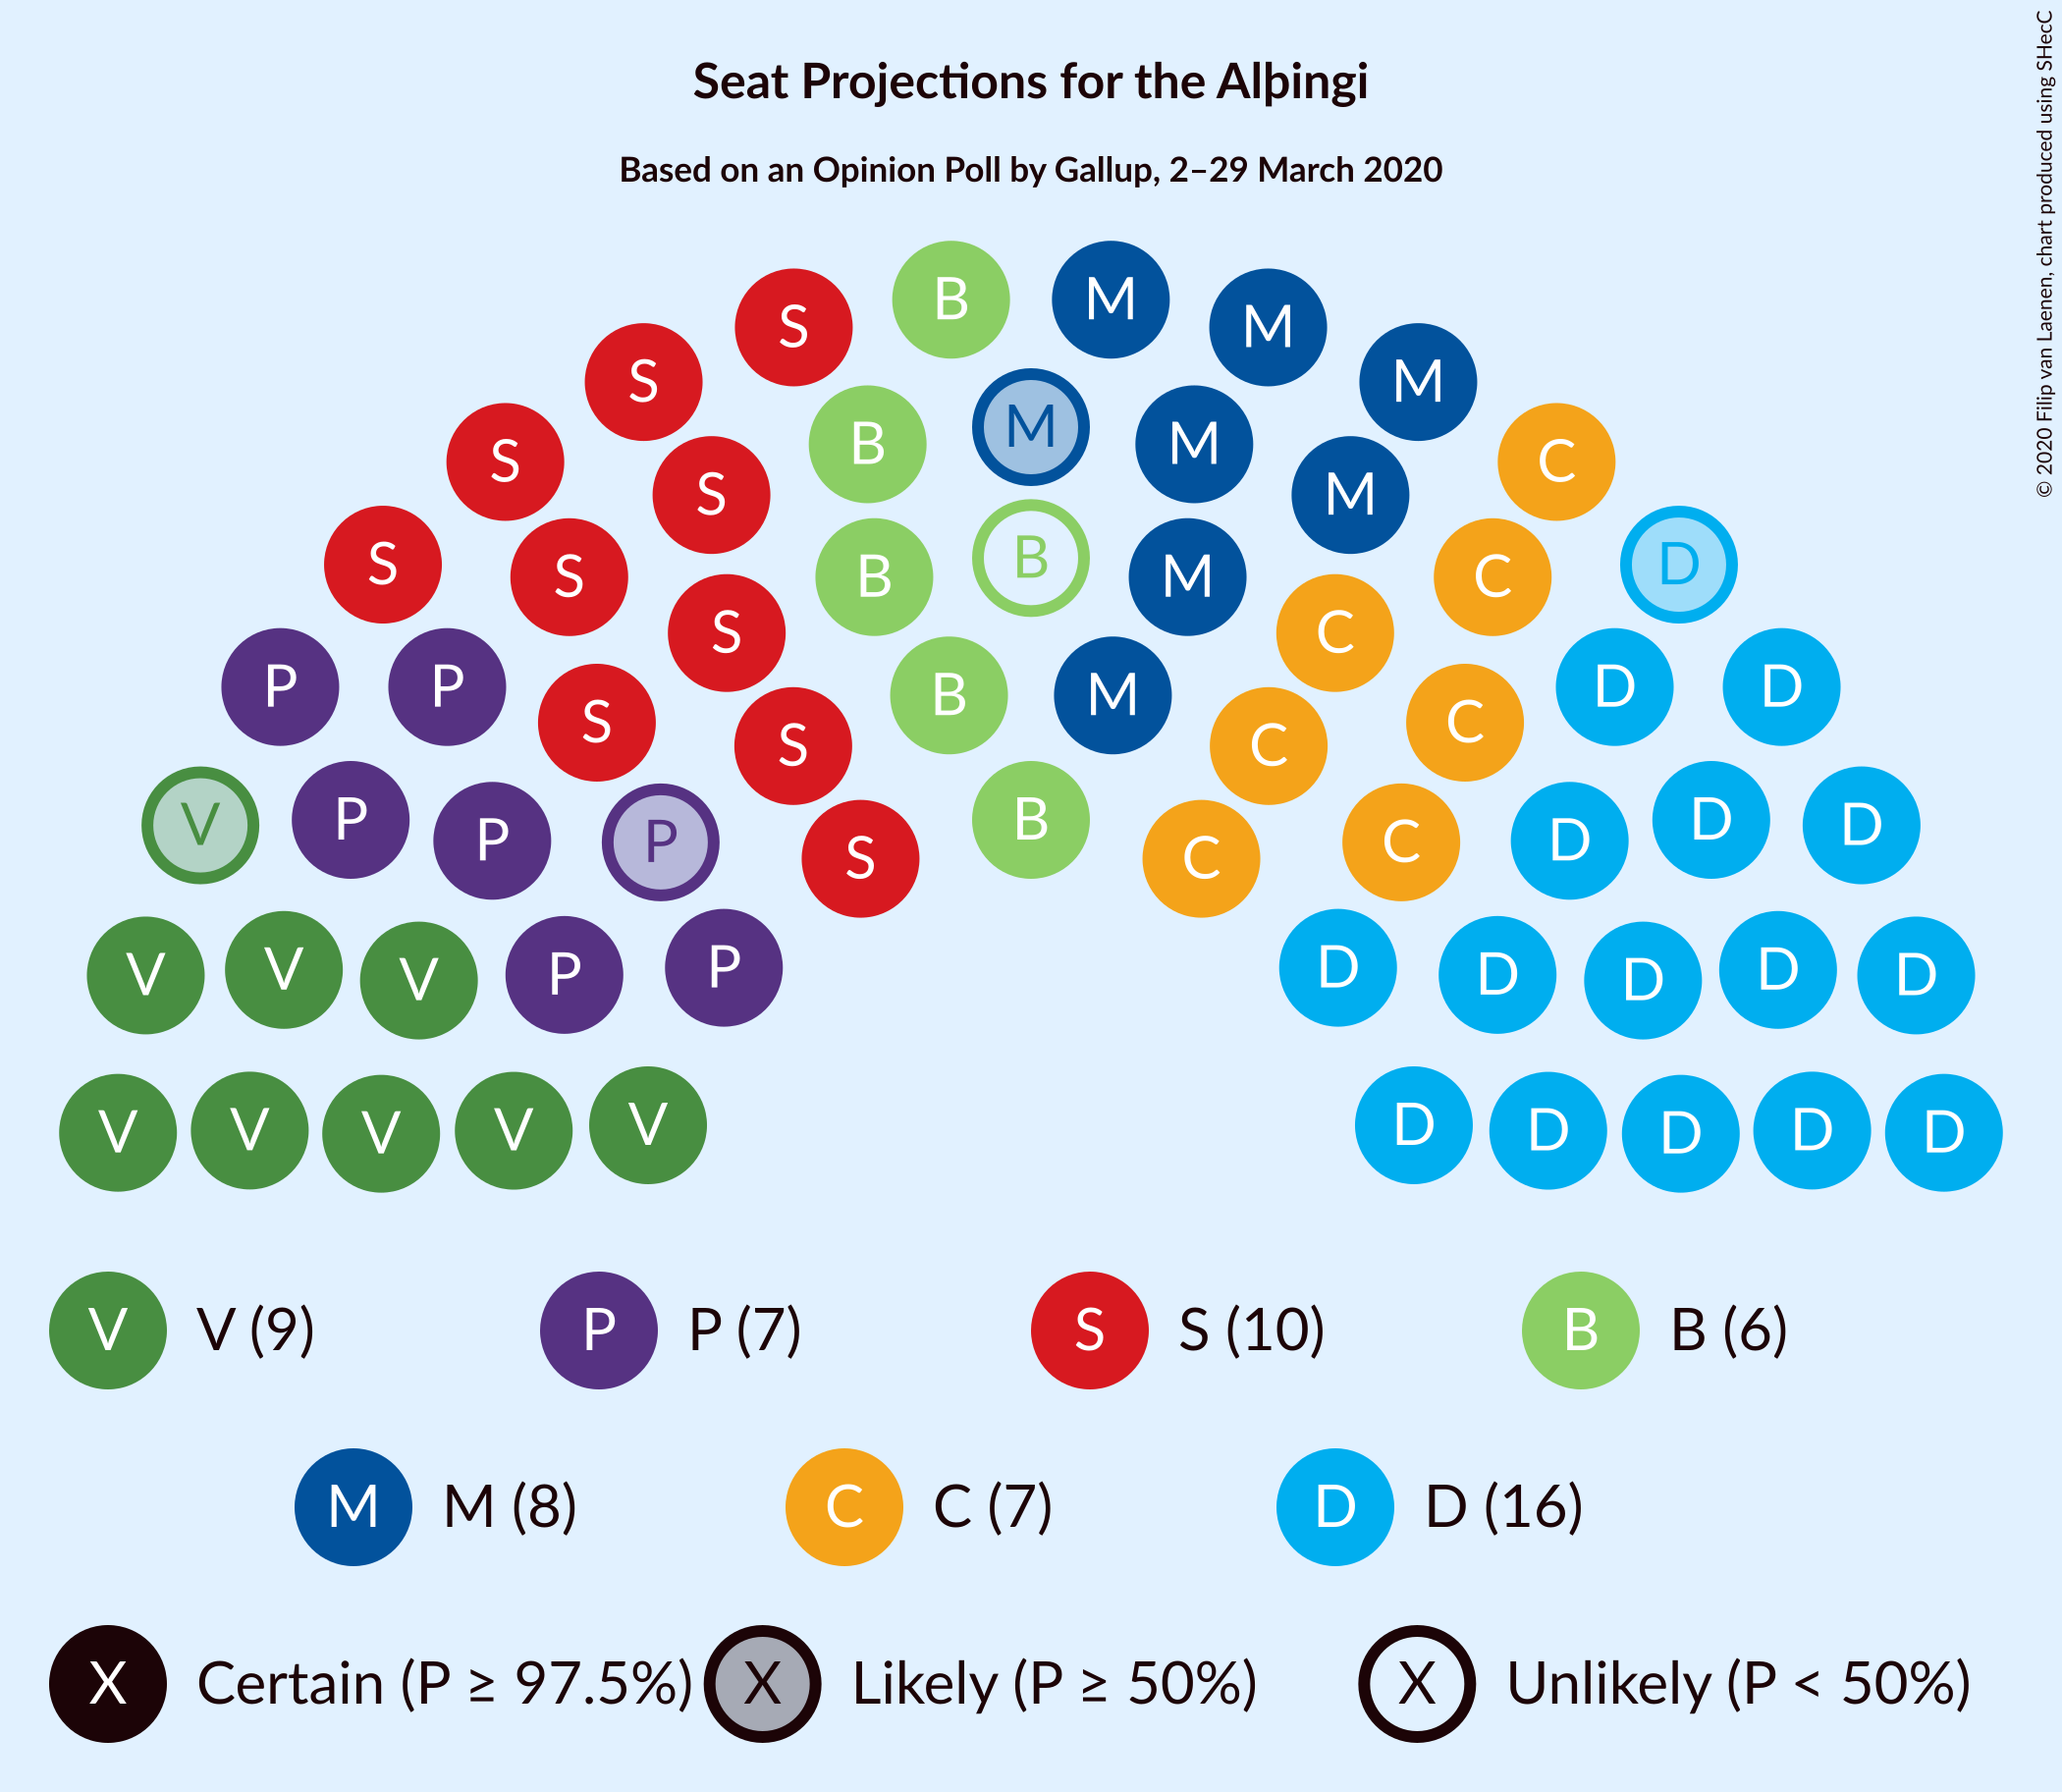 Seat Projections for the Alþingi
Based on an Opinion Poll by Gallup, 2–29 March 2020
© 2020 Filip van Laenen, chart produced using SHecC
S B M M
S M
S B M M C
S M
S S B B M C D
S C
P P B M D D
S S C C
V P P P S B C C D D D
V V V P P D D D D D
V V V V V D D D D D
V V (9) P P (7) S S (10) B B (6)
M M (8) C C (7) D D (16)
X Certain (P ≥ 97.5%) X Likely (P ≥ 50%) X Unlikely (P < 50%)